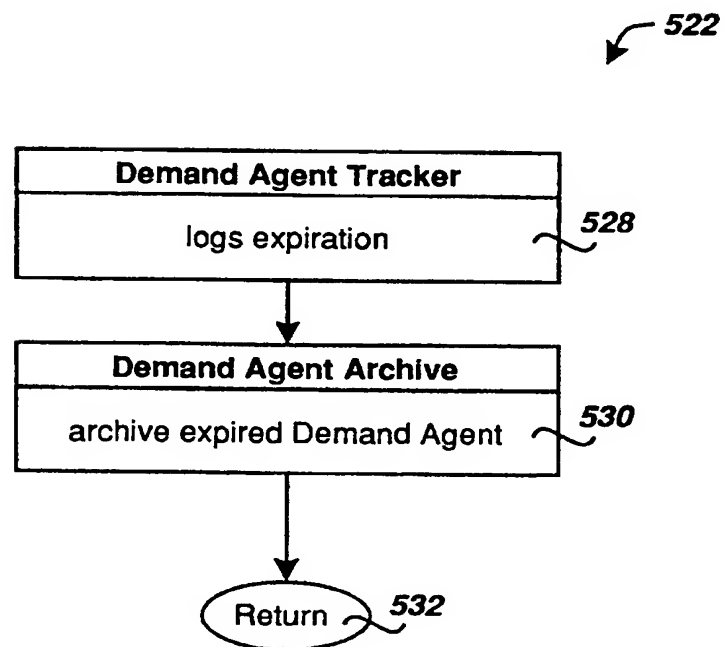 522
Demand Agent Tracker
logs expiration
528
Demand Agent Archive
archive expired Demand Agent
530
Return
532